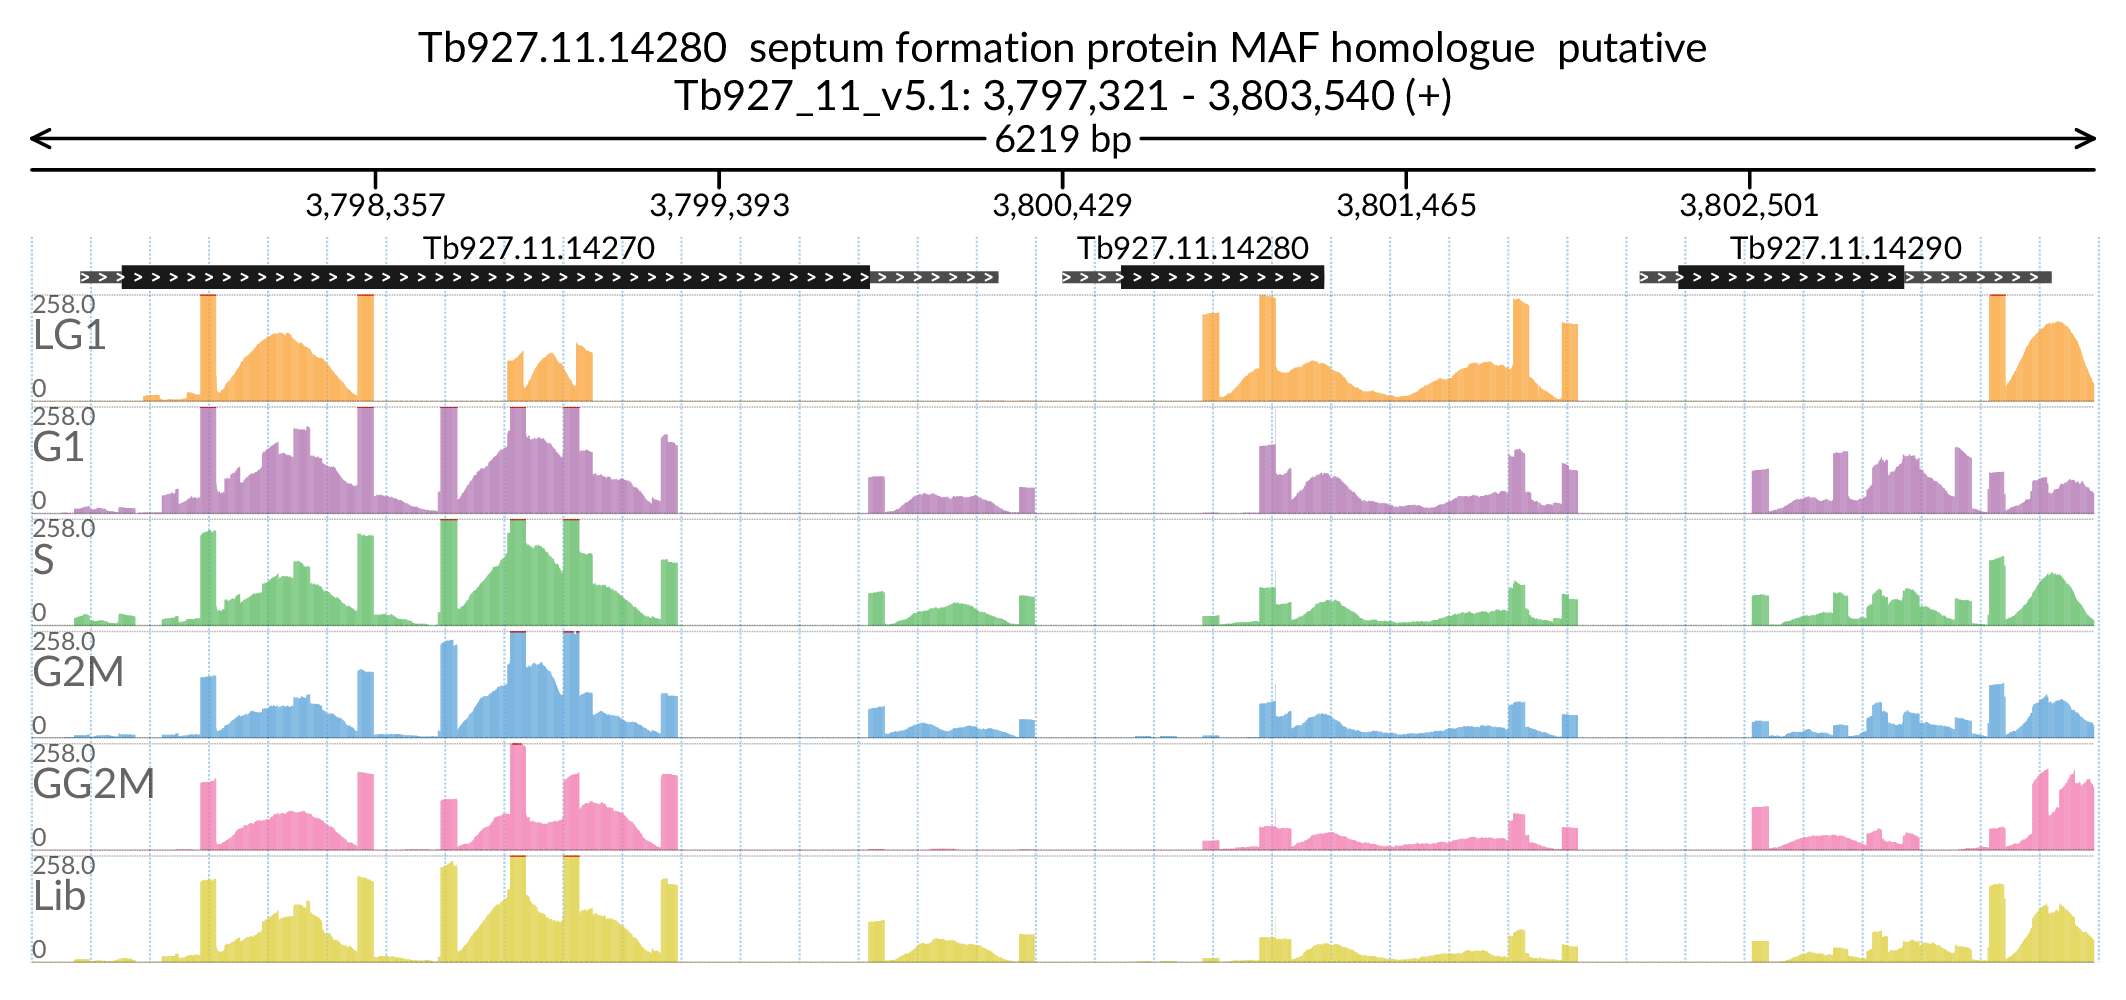 Tb927.11.14280 septum formation protein MAF homologue putative
Tb927_11_v5.1: 3,797,321 - 3,803,540 (+)
6219 bp
3,798,357 3,799,393 3,800,429 3,801,465 3,802,501
Tb927.11.14270 Tb927.11.14280 Tb927.11.14290
258.0
LG1
0
258.0
G1
0
258.0
S
0
258.0
G2M
0
258.0
GG2M
0
258.0
Lib
0